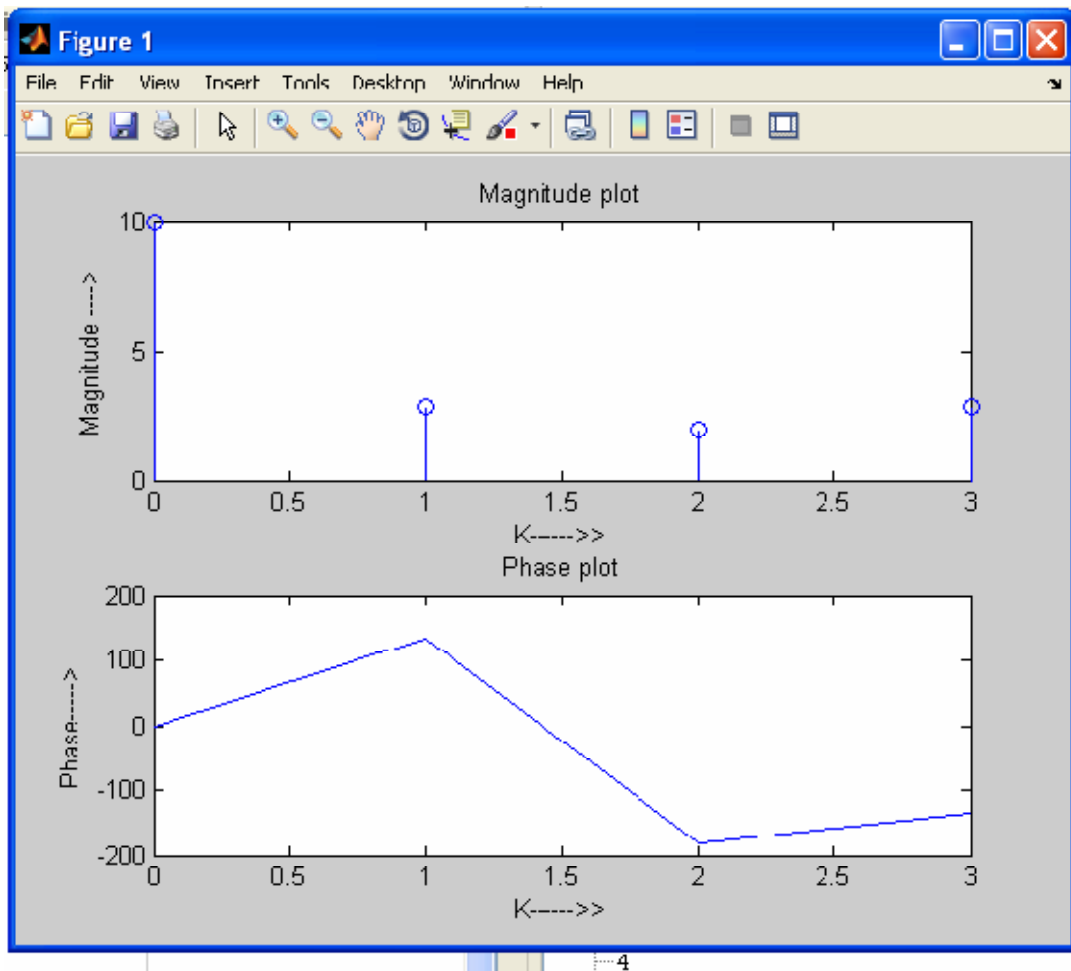 Figure 1
File Edit View Insert Tools Desktop Window Help
Magnitude plot
Magnitude ---->
10
5
0
0 0.5 1 1.5 2 2.5 3
K------>>
Phase plot
Phase----->
200
100
0
-100
-200
0 0.5 1 1.5 2 2.5 3
K------>>
4